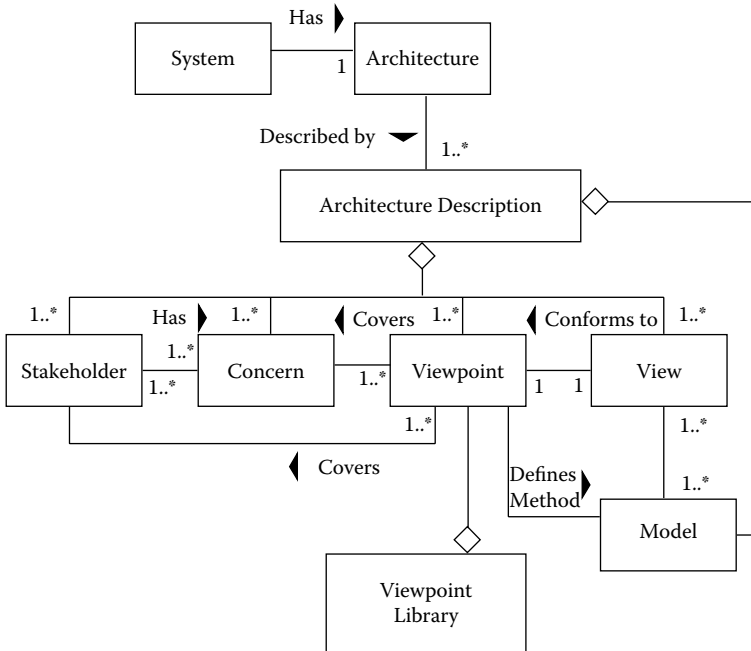 Has
System
1
Architecture
Described by
1..*
Architecture Description
1..*
Has
1..*
Covers
1..*
Conforms to
1..*
Stakeholder
1..*
1..*
Concern
1..*
Viewpoint
1
1
View
1..*
1..*
Covers
Defines
Method
1..*
Model
Viewpoint
Library